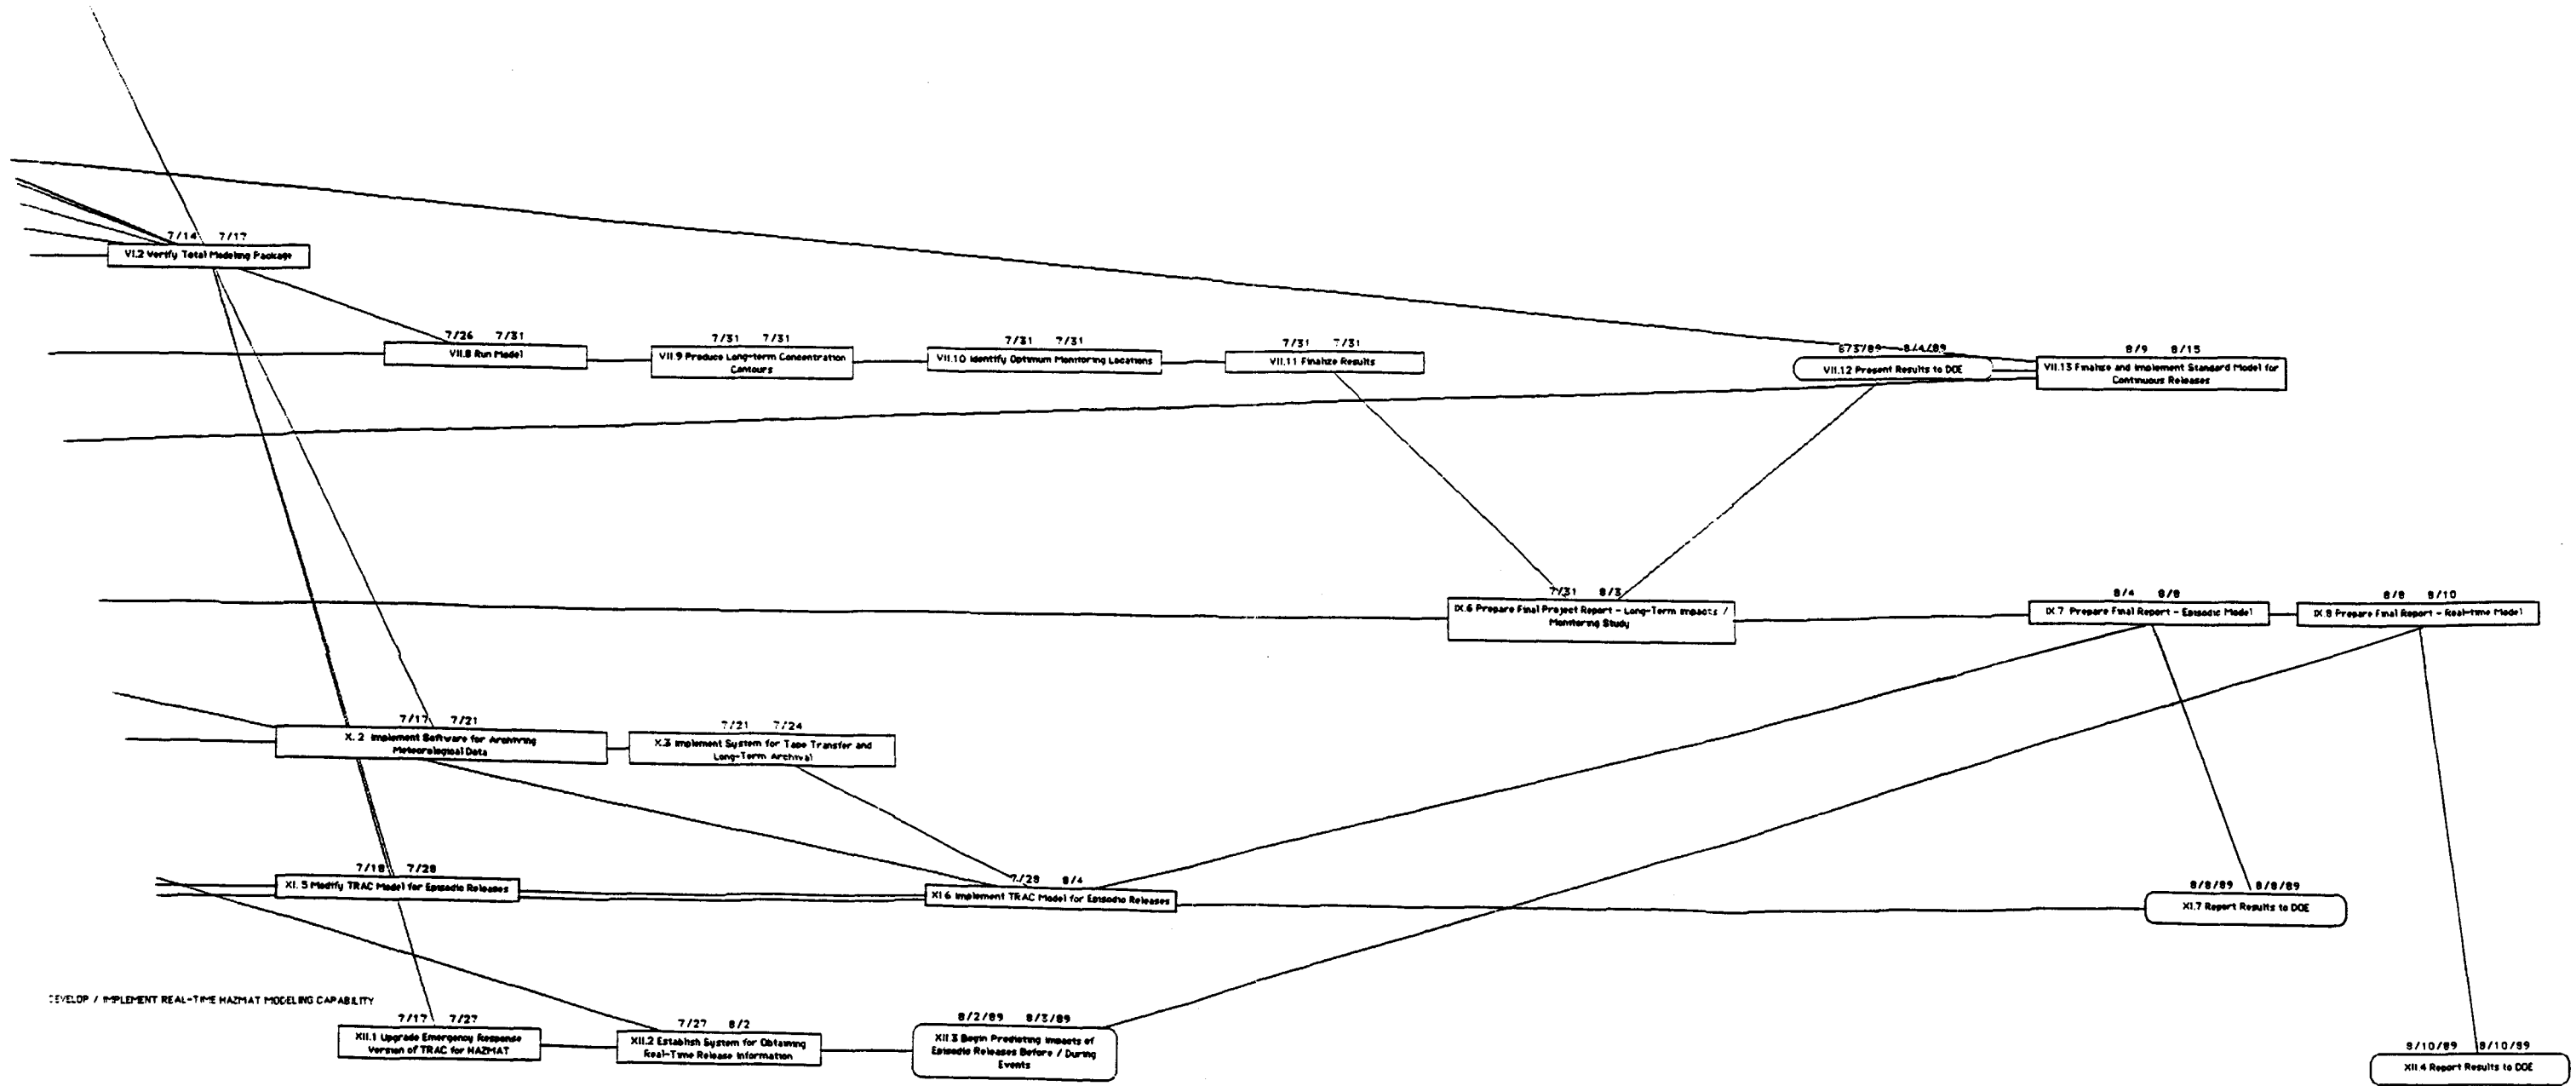 7/14 7/17
VI.2 Verify Total Modeling Package
7/26 7/31
VII.8 Run Model
7/31 7/31
VII.9 Produce Long-term Concentration
Contours
7/31 7/31
VII.10 Identify Optimum Monitoring Locations
7/31 7/31
VII.11 Finalize Results
8/3/89 8/4/89
VII.12 Present Results to DOE
8/9 8/15
VII.13 Finalize and Implement Standard Model for
Continuous Releases
7/31 8/3
IX.6 Prepare Final Project Report - Long-Term Impacts /
Monitoring Study
8/4 8/8
IX.7 Prepare Final Report - Episodic Model
8/8 8/10
IX.8 Prepare Final Report - Real-time Model
7/17 7/21
X. 2 Implement Software for Archiving
Meteorological Data
7/21 7/24
X.3 Implement System for Tape Transfer and
Long-Term Archival
7/18 7/28
XI. 5 Modify TRAC Model for Episodic Releases
7/28 8/4
XI 6 Implement TRAC Model for Episodic Releases
8/8/89 8/8/89
XI.7 Report Results to DOE
DEVELOP / IMPLEMENT REAL-TIME HAZMAT MODELING CAPABILITY
7/17 7/27
XII.1 Upgrade Emergency Response
Version of TRAC for HAZMAT
7/27 8/2
XII.2 Establish System for Obtaining
Real-Time Release Information
8/2/89 8/3/89
XII.3 Begin Predicting Impacts of
Episodic Releases Before / During
Events
8/10/89 8/10/89
XII.4 Report Results to DOE